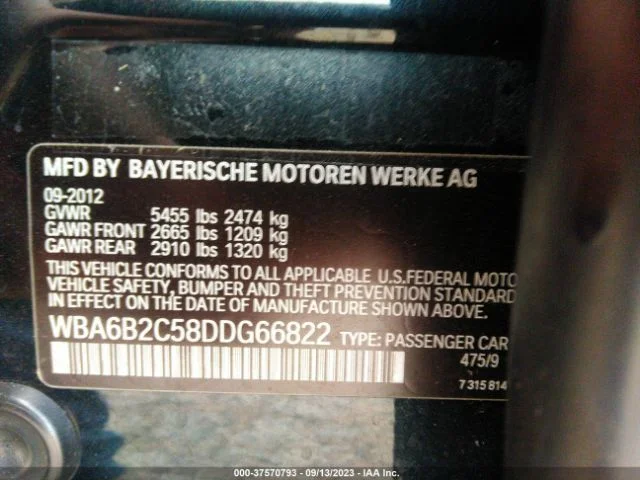 MFD BY BAYERISCHE MOTOREN WERKE AG
09-2012
GVWR 5455 lbs 2474 kg
GAWR FRONT 2665 lbs 1209 kg
GAWR REAR 2910 lbs 1320 kg
THIS VEHICLE CONFORMS TO ALL APPLICABLE U.S.FEDERAL MOTO
VEHICLE SAFETY, BUMPER AND THEFT PREVENTION STANDARD
IN EFFECT ON THE DATE OF MANUFACTURE SHOWN ABOVE.
WBA6B2C58DDG66822 TYPE: PASSENGER CAR
475/9
7 315 814
000-37570793 - 09/13/2023 - IAA Inc.